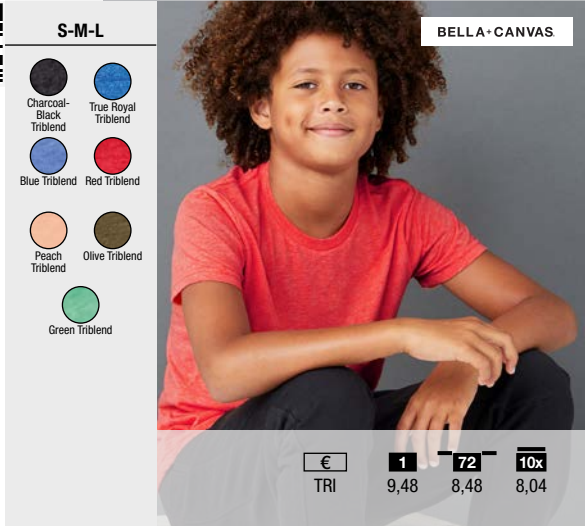 S-M-L
BELLA+CANVAS.
Charcoal-
Black
Triblend
True Royal
Triblend
Blue Triblend
Red Triblend
Peach
Triblend
Olive Triblend
Green Triblend
€ 1 72 10x
TRI 9,48 8,48 8,04